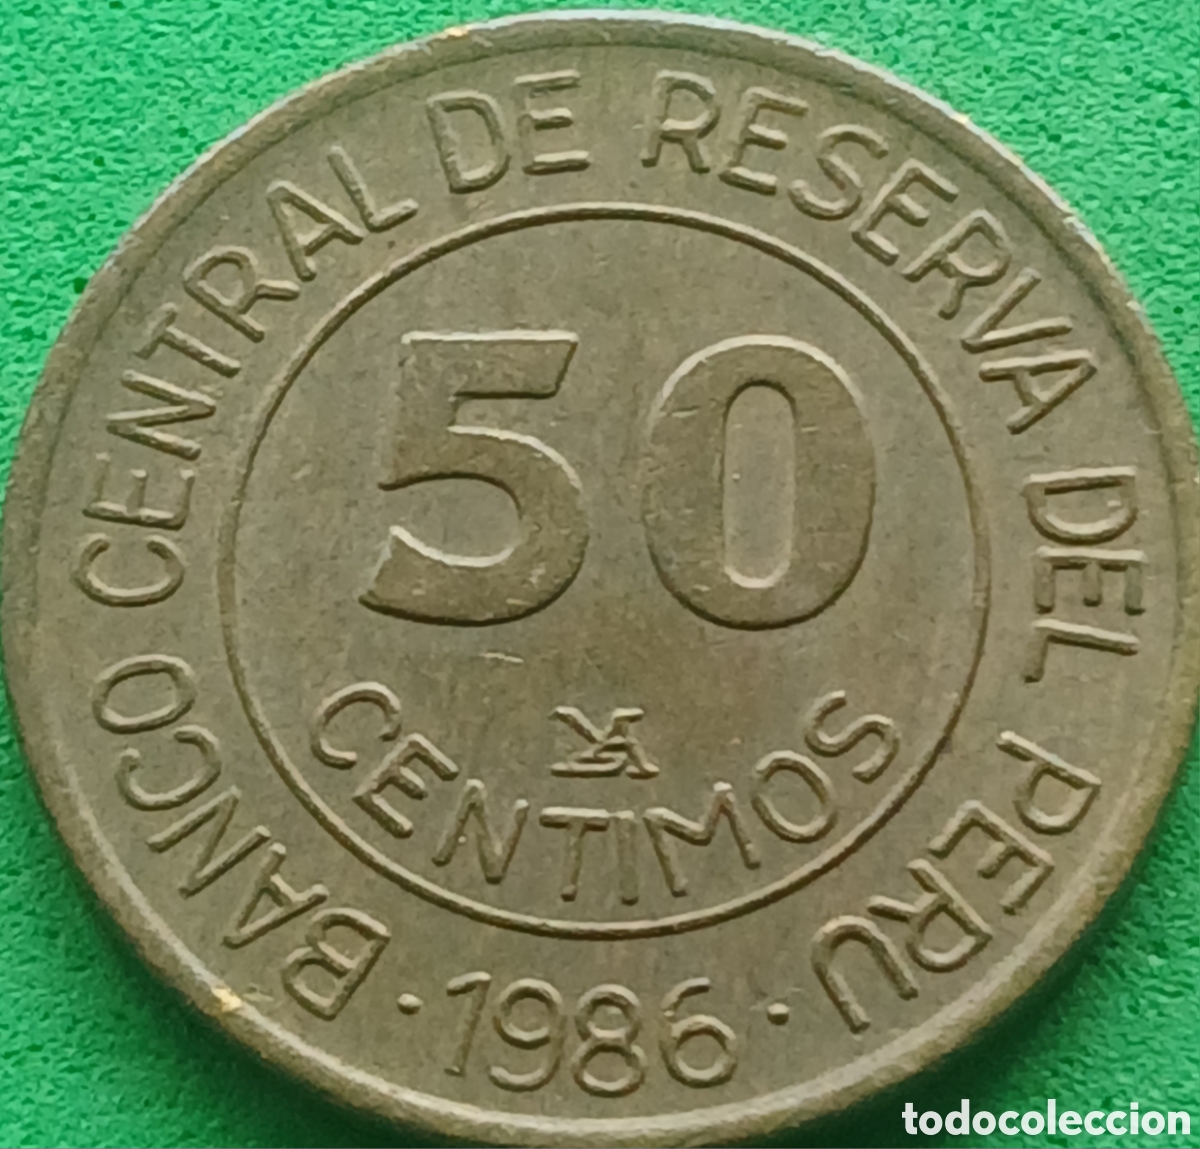 BANCO CENTRAL DE RESERVA DEL PERU
50
CENTIMOS
· 1986 ·
todocoleccion